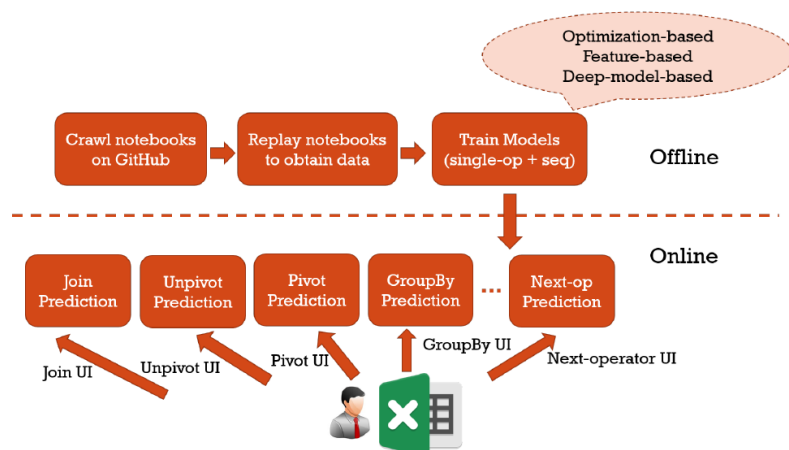 Optimization-based
Feature-based
Deep-model-based
Crawl notebooks
on GitHub
Replay notebooks
to obtain data
Train Models
(single-op + seq)
Offline
Online
Join
Prediction
Unpivot
Prediction
Pivot
Prediction
GroupBy
Prediction
...
Next-op
Prediction
Join UI
Unpivot UI
Pivot UI
GroupBy UI
Next-operator UI
X